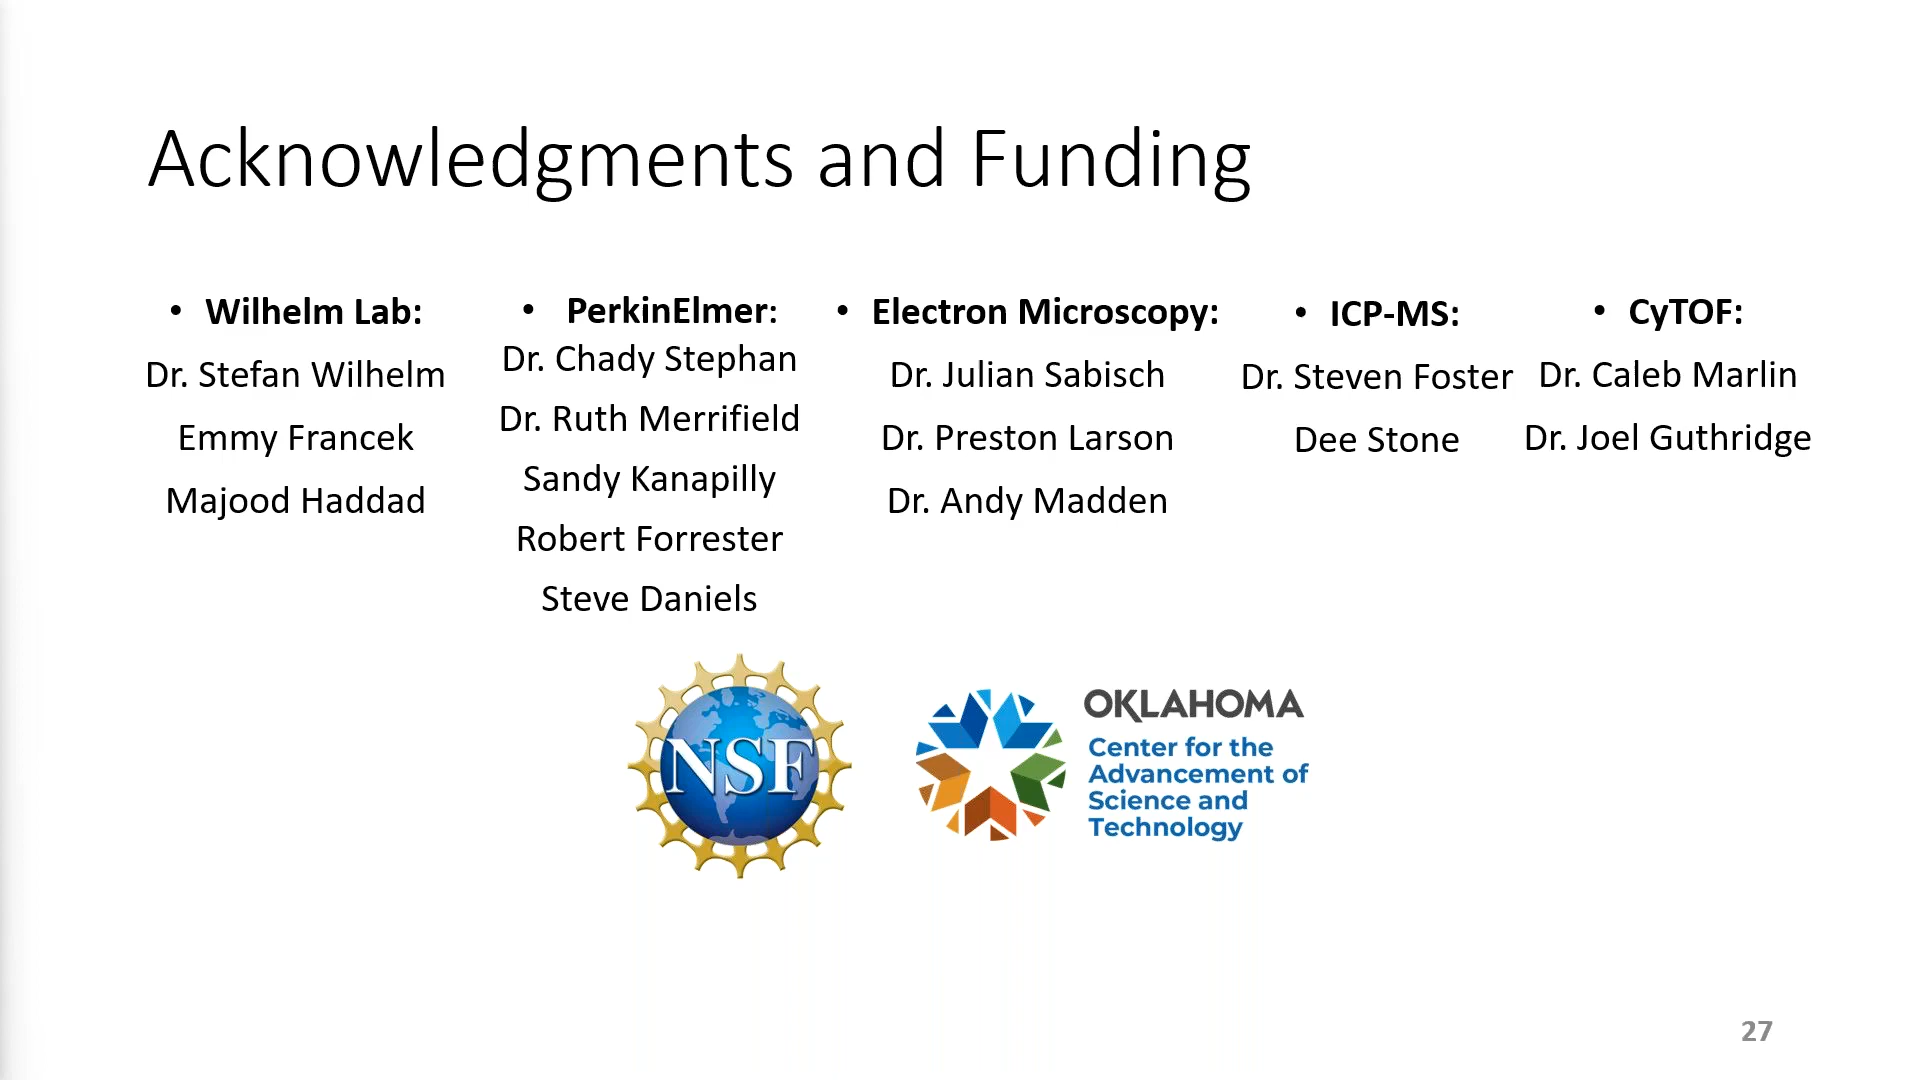 Acknowledgments and Funding
• Wilhelm Lab:
Dr. Stefan Wilhelm
Emmy Francek
Majood Haddad
• PerkinElmer:
Dr. Chady Stephan
Dr. Ruth Merrifield
Sandy Kanapilly
Robert Forrester
Steve Daniels
• Electron Microscopy:
Dr. Julian Sabisch
Dr. Preston Larson
Dr. Andy Madden
• ICP-MS:
Dr. Steven Foster
Dee Stone
• CyTOF:
Dr. Caleb Marlin
Dr. Joel Guthridge
NSF
OKLAHOMA
Center for the
Advancement of
Science and
Technology
27